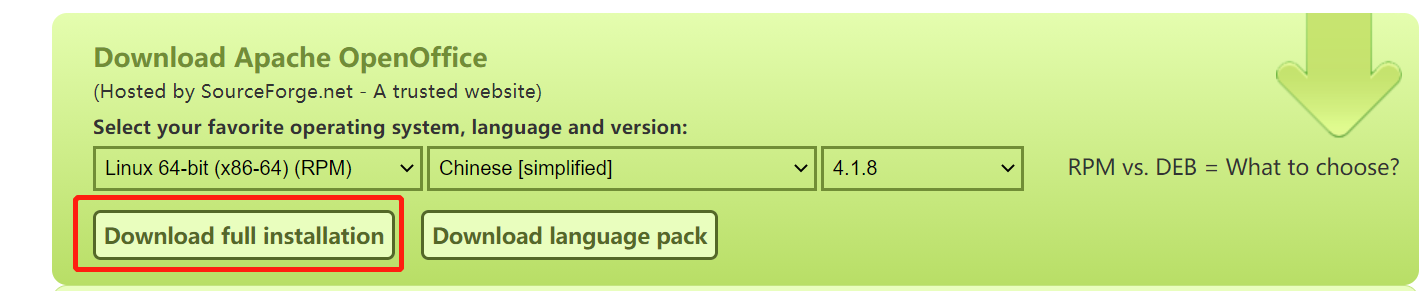 Download Apache OpenOffice
(Hosted by SourceForge.net - A trusted website)
Select your favorite operating system, language and version:
Linux 64-bit (x86-64) (RPM) Chinese [simplified] 4.1.8 RPM vs. DEB = What to choose?
Download full installation Download language pack